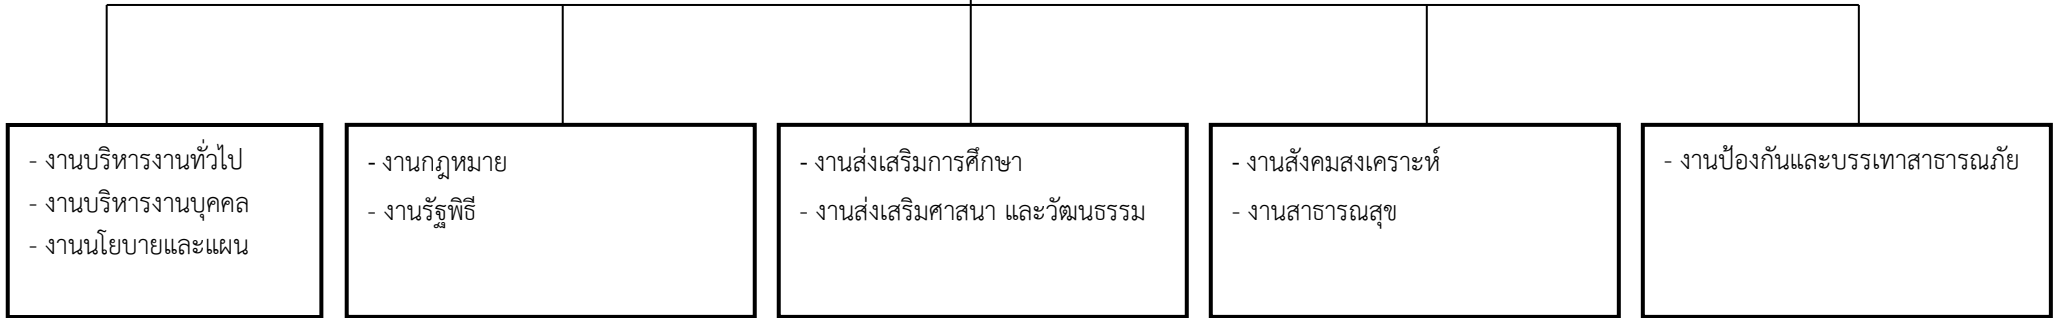 - งานบริหารงานทั่วไป
- งานบริหารงานบุคคล
- งานนโยบายและแผน
- งานกฎหมาย
- งานรัฐพิธี
- งานส่งเสริมการศึกษา
- งานส่งเสริมศาสนา และวัฒนธรรม
- งานสังคมสงเคราะห์
- งานสาธารณสุข
- งานป้องกันและบรรเทาสาธารณภัย